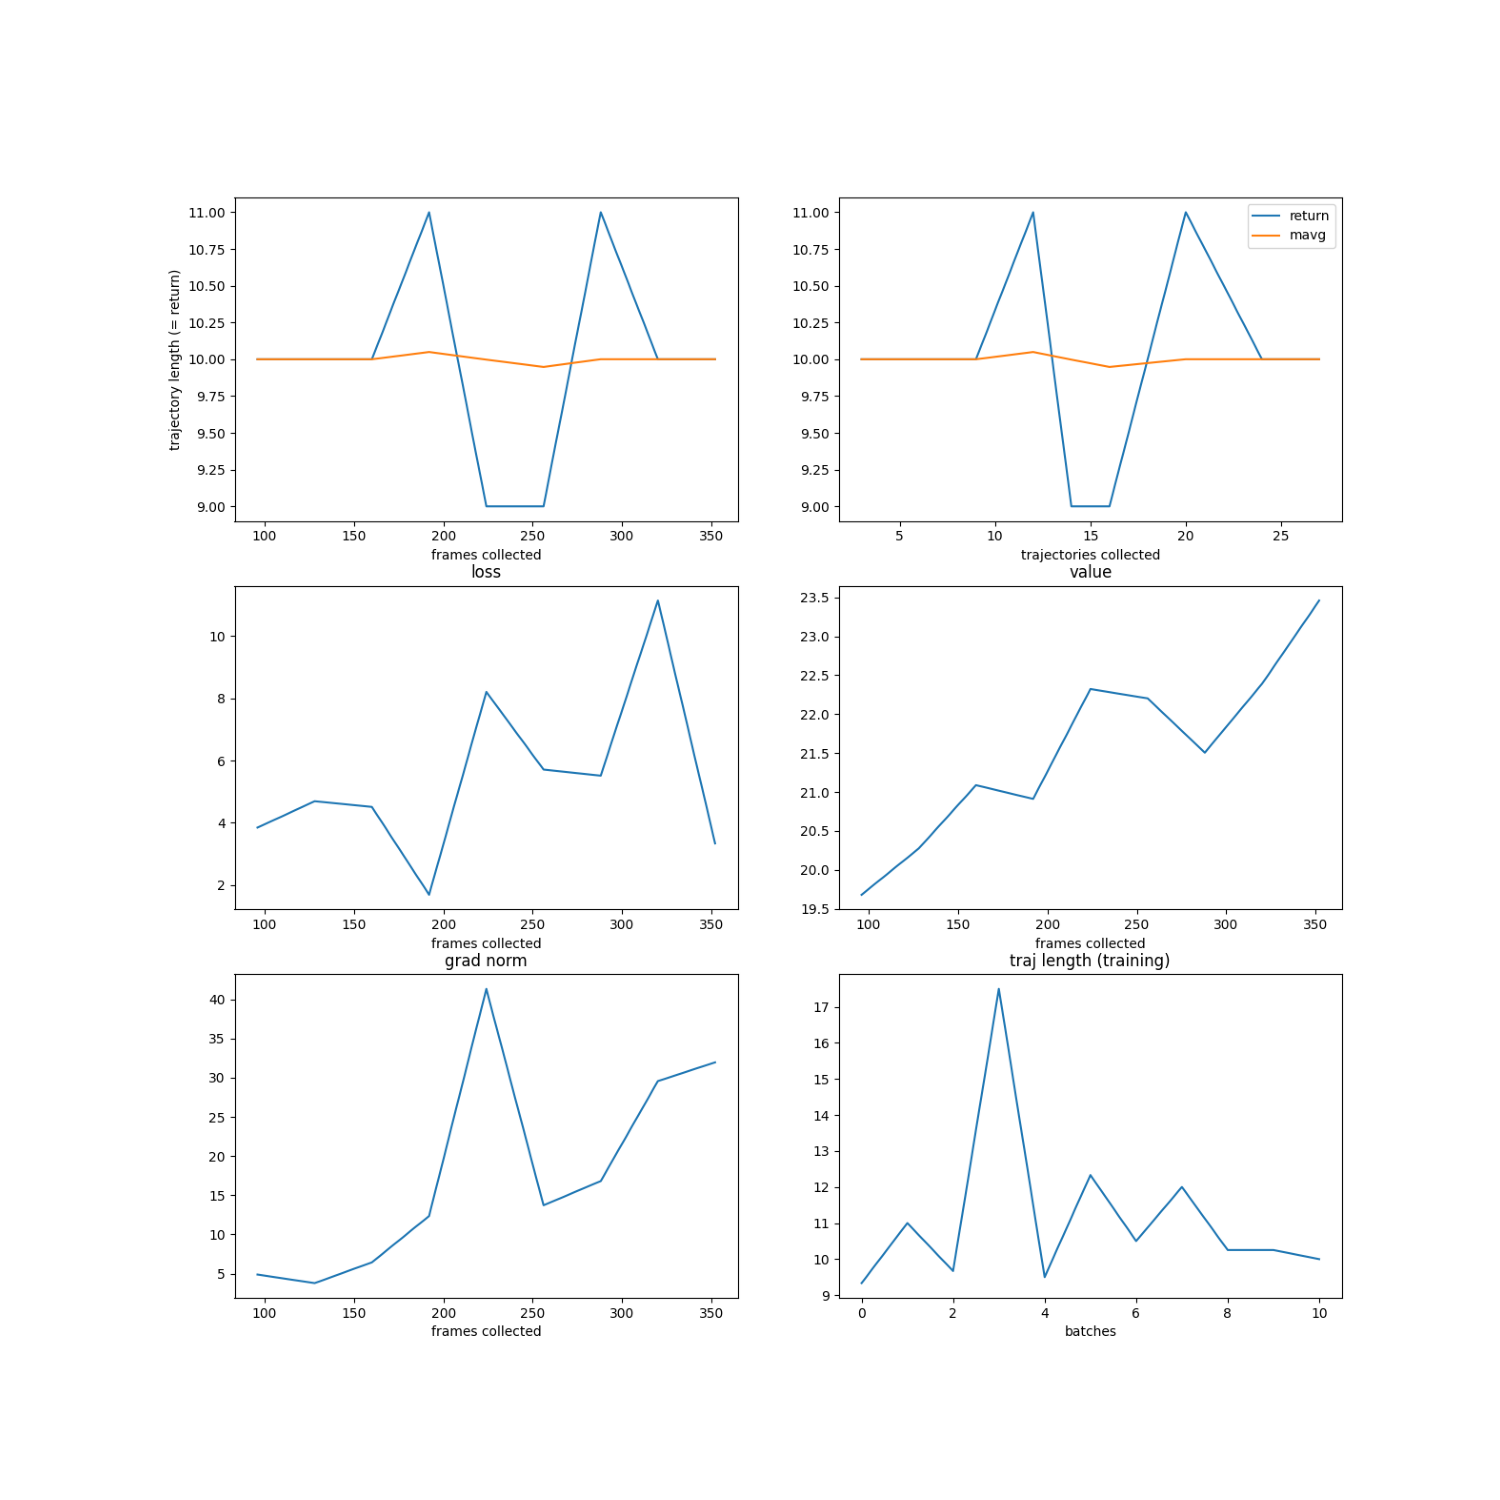 trajectory length (= return)
11.00
10.75
10.50
10.25
10.00
9.75
9.50
9.25
9.00
100 150 200 250 300 350
frames collected
return
mavg
11.00
10.75
10.50
10.25
10.00
9.75
9.50
9.25
9.00
5 10 15 20 25
trajectories collected
loss
10
8
6
4
2
100 150 200 250 300 350
frames collected
value
23.5
23.0
22.5
22.0
21.5
21.0
20.5
20.0
19.5
100 150 200 250 300 350
frames collected
grad norm
40
35
30
25
20
15
10
5
100 150 200 250 300 350
frames collected
traj length (training)
17
16
15
14
13
12
11
10
9
0 2 4 6 8 10
batches